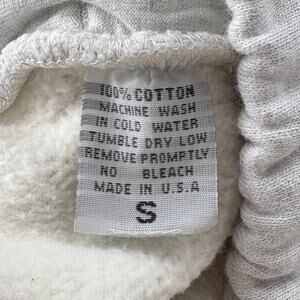 100% COTTON
MACHINE WASH
IN COLD WATER
TUMBLE DRY LOW
REMOVE PROMPTLY
NO BLEACH
MADE IN U.S.A
S